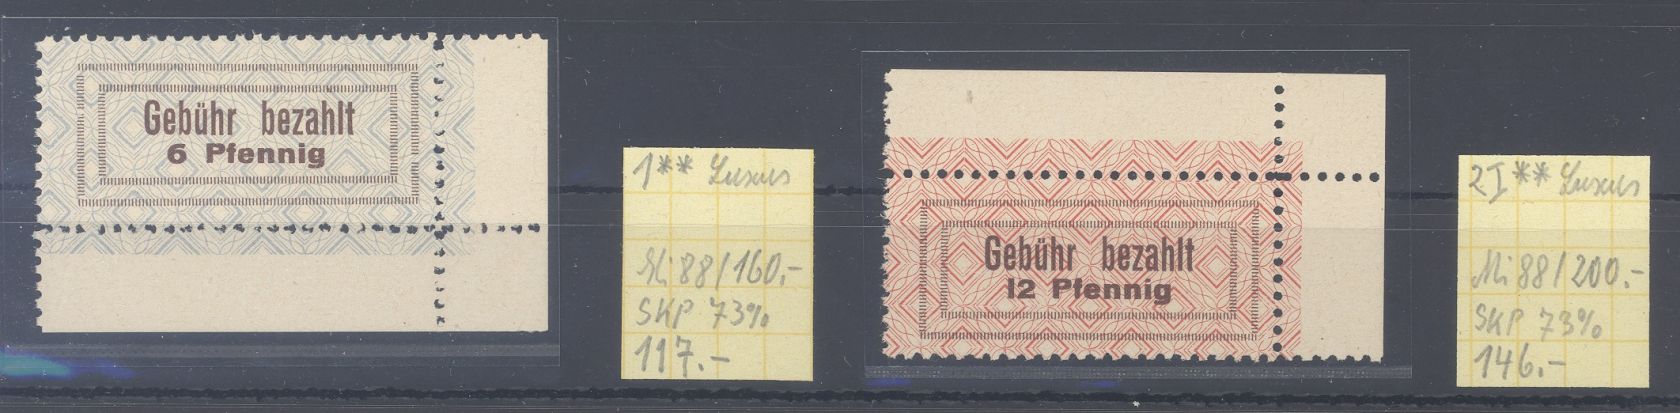 Gebühr bezahlt
6 Pfennig
1** Luxus
Mi 88/160.-
SKP 73%
117.-
Gebühr bezahlt
12 Pfennig
2I** Luxus
Mi 88/200.-
SKP 73%
146.-